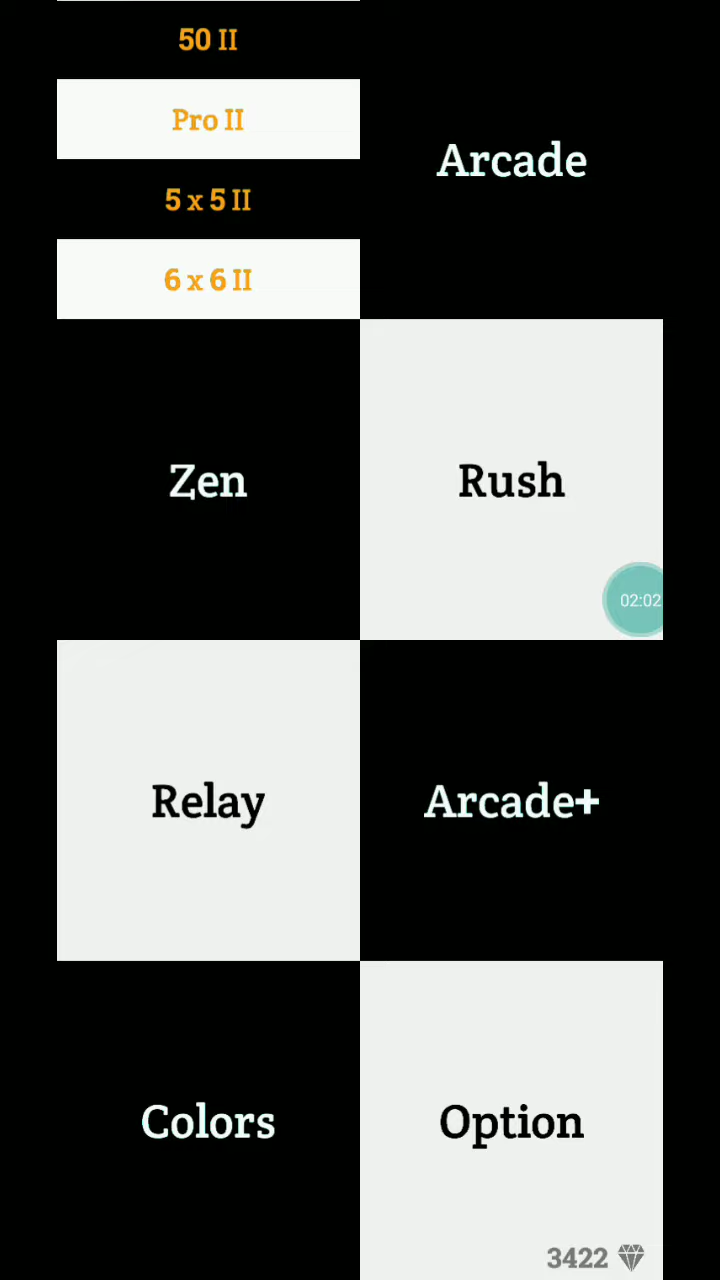 50 II
Pro II
5 x 5 II
6 x 6 II
Arcade
Zen
Rush
02:02
Relay
Arcade+
Colors
Option
3422